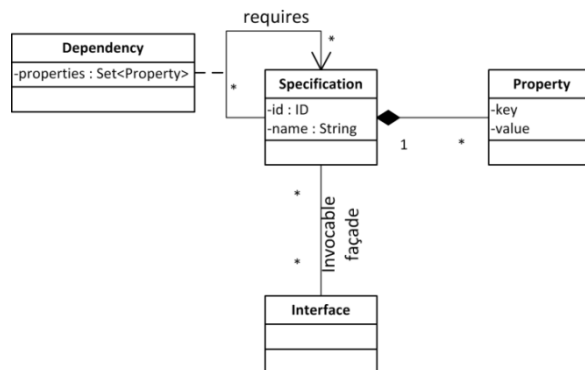 requires
Dependency
-properties : Set<Property>
*
*
Specification
-id : ID
-name : String
Property
-key
-value
1
*
*
*
Invocable
façade
Interface